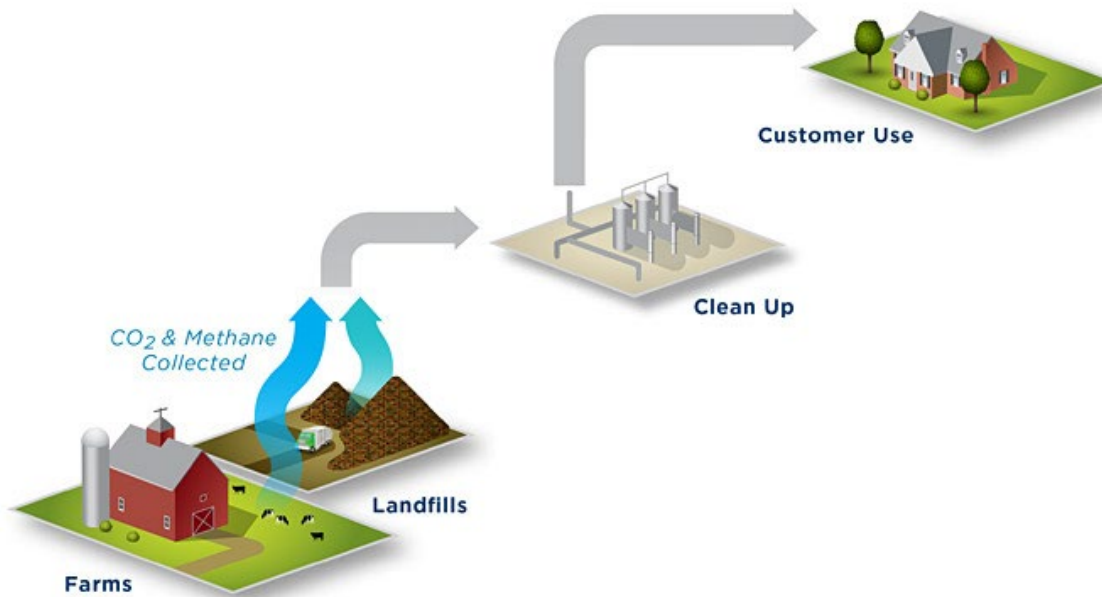 Customer Use
Clean Up
CO₂ & Methane
Collected
Landfills
Farms